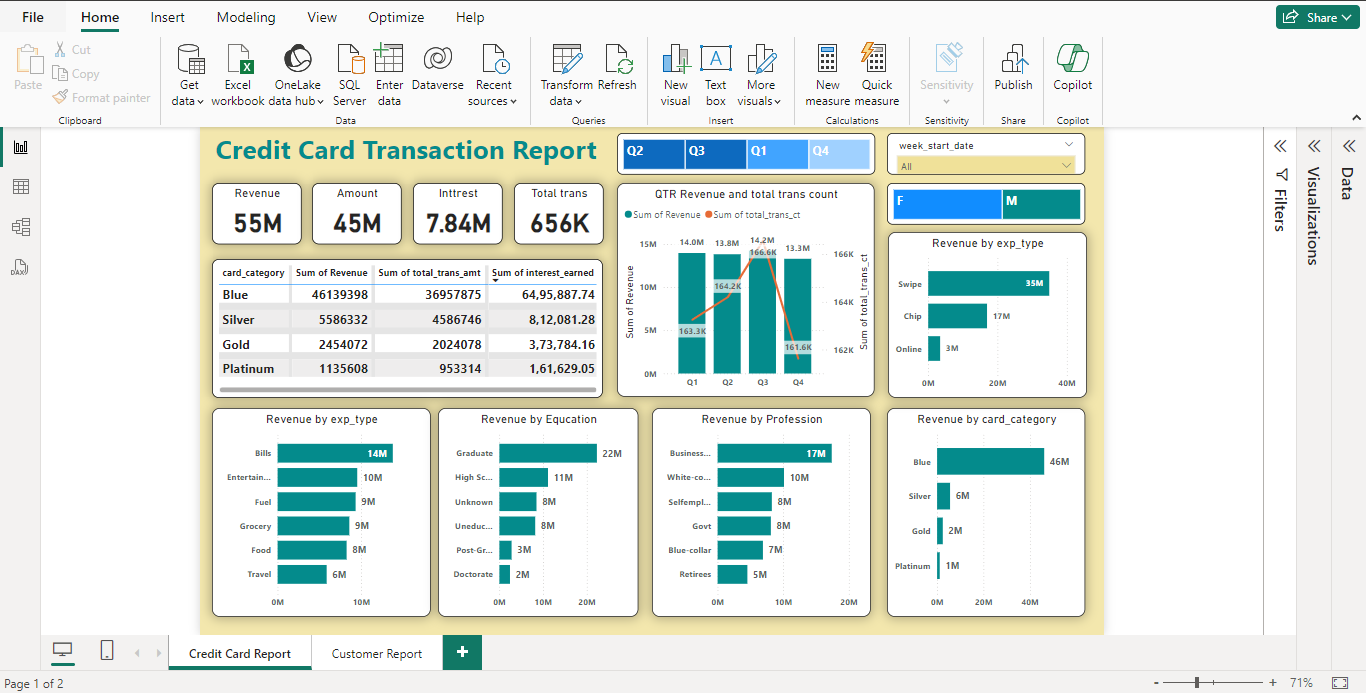 File Home Insert Modeling View Optimize Help Share
Paste Cut Copy Format painter
Clipboard
Get data Excel workbook OneLake data hub SQL Server Enter data Dataverse Recent sources
Data
Transform data Refresh
Queries
New visual Text box More visuals
Insert
New measure Quick measure
Calculations
Sensitivity
Sensitivity
Publish
Share
Copilot
Copilot
Credit Card Transaction Report
Q2 Q3 Q1 Q4
week_start_date
All
Revenue
55M
Amount
45M
Inttrest
7.84M
Total trans
656K
F M
card_category Sum of Revenue Sum of total_trans_amt Sum of interest_earned
Blue 46139398 36957875 64,95,887.74
Silver 5586332 4586746 8,12,081.28
Gold 2454072 2024078 3,73,784.16
Platinum 1135608 953314 1,61,629.05
QTR Revenue and total trans count
Sum of Revenue Sum of total_trans_ct
Sum of Revenue
15M
10M
5M
0M
14.0M 13.8M 14.2M 13.3M
163.3K 164.2K 166.6K 161.6K
Q1 Q2 Q3 Q4
166K
164K
162K
Sum of total_trans_ct
Revenue by exp_type
Swipe 35M
Chip 17M
Online 3M
0M 20M 40M
Revenue by exp_type
Bills 14M
Entertain... 10M
Fuel 9M
Grocery 9M
Food 8M
Travel 6M
0M 10M
Revenue by Equcation
Graduate 22M
High Sc... 11M
Unknown 8M
Uneduc... 8M
Post-Gr... 3M
Doctorate 2M
0M 10M 20M
Revenue by Profession
Business... 17M
White-co... 10M
Selfempl... 8M
Govt 8M
Blue-collar 7M
Retirees 5M
0M 10M 20M
Revenue by card_category
Blue 46M
Silver 6M
Gold 2M
Platinum 1M
0M 20M 40M
Filters
Visualizations
Data
DAX
Credit Card Report Customer Report +
Page 1 of 2
- + 71%